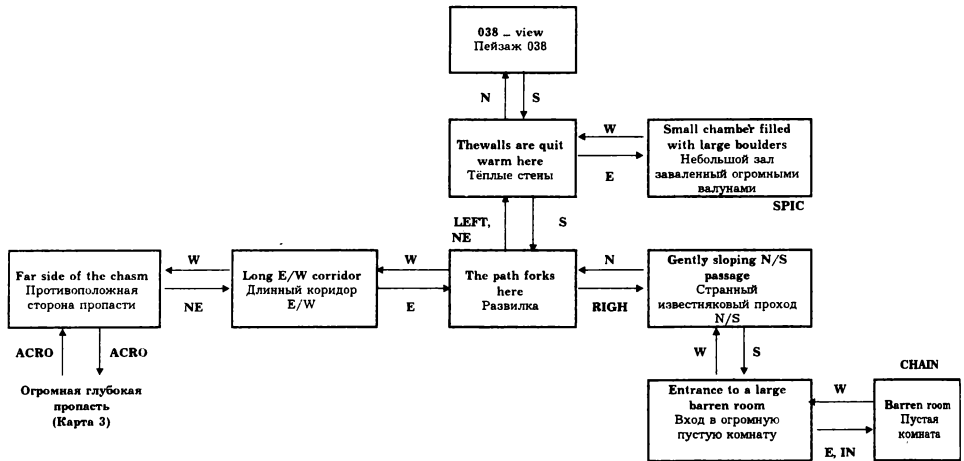 038 _ view
Пейзаж 038
N
S
Thewalls are quit
warm here
Тёплые стены
W
E
Small chamber filled
with large boulders
Небольшой зал
заваленный огромными
валунами
SPIC
LEFT,
NE
S
Far side of the chasm
Противоположная
сторона пропасти
W
NE
Long E/W corridor
Длинный коридор
E/W
W
E
The path forks
here
Развилка
N
RIGH
Gently sloping N/S
passage
Странный
известняковый проход
N/S
ACRO
ACRO
Огромная глубокая
пропасть
(Карта 3)
W
S
Entrance to a large
barren room
Вход в огромную
пустую комнату
W
E, IN
CHAIN
Barren room
Пустая
комната